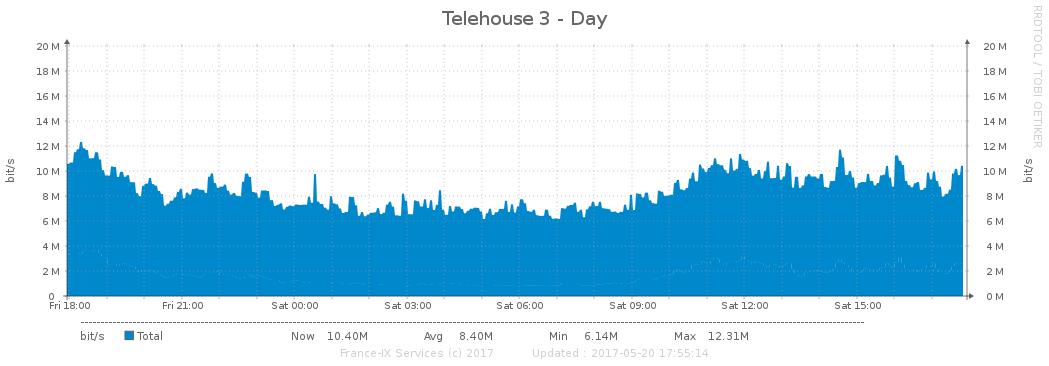 Telehouse 3 - Day
RRDTOOL / TOBI OETIKER
bit/s
bit/s
20 M 20 M
18 M 18 M
16 M 16 M
14 M 14 M
12 M 12 M
10 M 10 M
8 M 8 M
6 M 6 M
4 M 4 M
2 M 2 M
0 0 M
Fri 18:00 Fri 21:00 Sat 00:00 Sat 03:00 Sat 06:00 Sat 09:00 Sat 12:00 Sat 15:00
bit/s Total Now 10.40M Avg 8.40M Min 6.14M Max 12.31M
France-IX Services (c) 2017 Updated : 2017-05-20 17:55:14